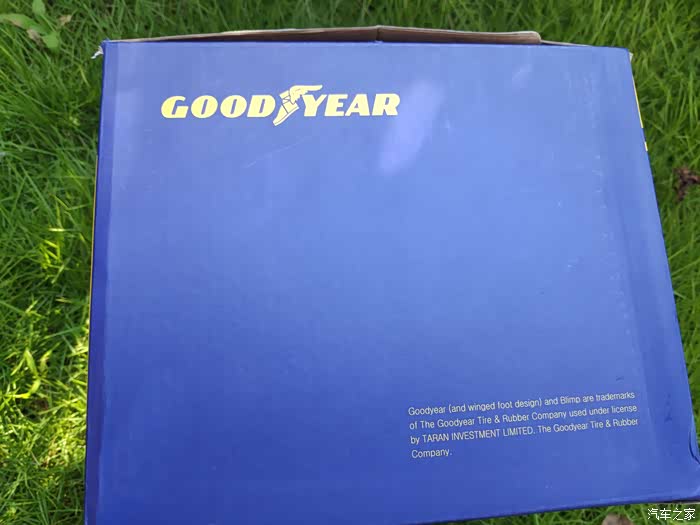 GOODYEAR
Goodyear (and winged foot design) and Blimp are trademarks
of The Goodyear Tire & Rubber Company used under license
by TARAN INVESTMENT LIMITED. The Goodyear Tire & Rubber
Company.
汽车之家